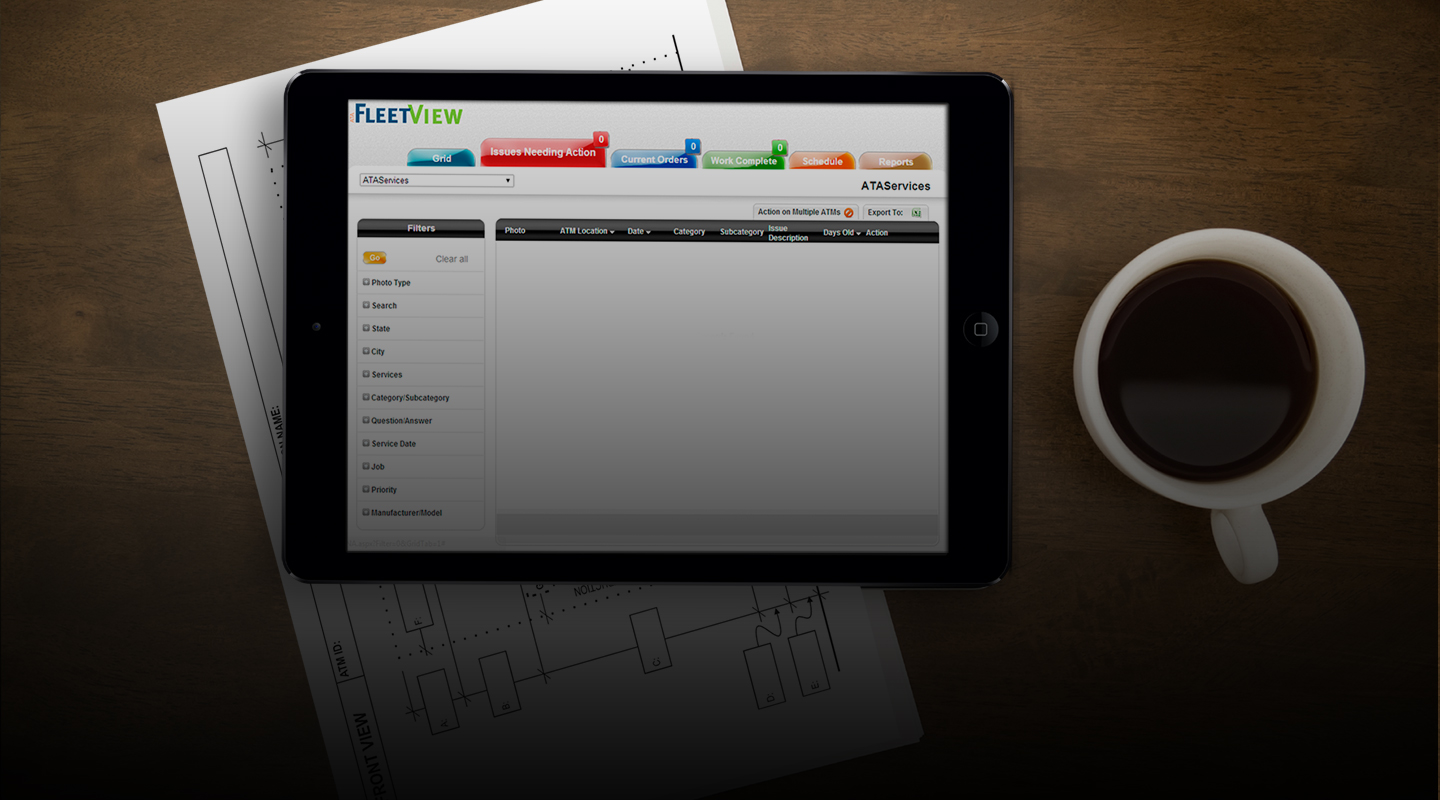 FLEETVIEW
Grid
Issues Needing Action
0
Current Orders
0
Work Complete
0
Schedule
Reports
ATAServices
ATAServices
Action on Multiple ATMs
Export To:
Filters
Go
Clear all
Photo Type
Search
State
City
Services
Category/Subcategory
Question/Answer
Service Date
Job
Priority
Manufacturer/Model
Photo
ATM Location
Date
Category
Subcategory
Issue
Description
Days Old
Action
NAME:
ATM ID:
RONT VIEW
A:
B:
C:
D:
E:
F: